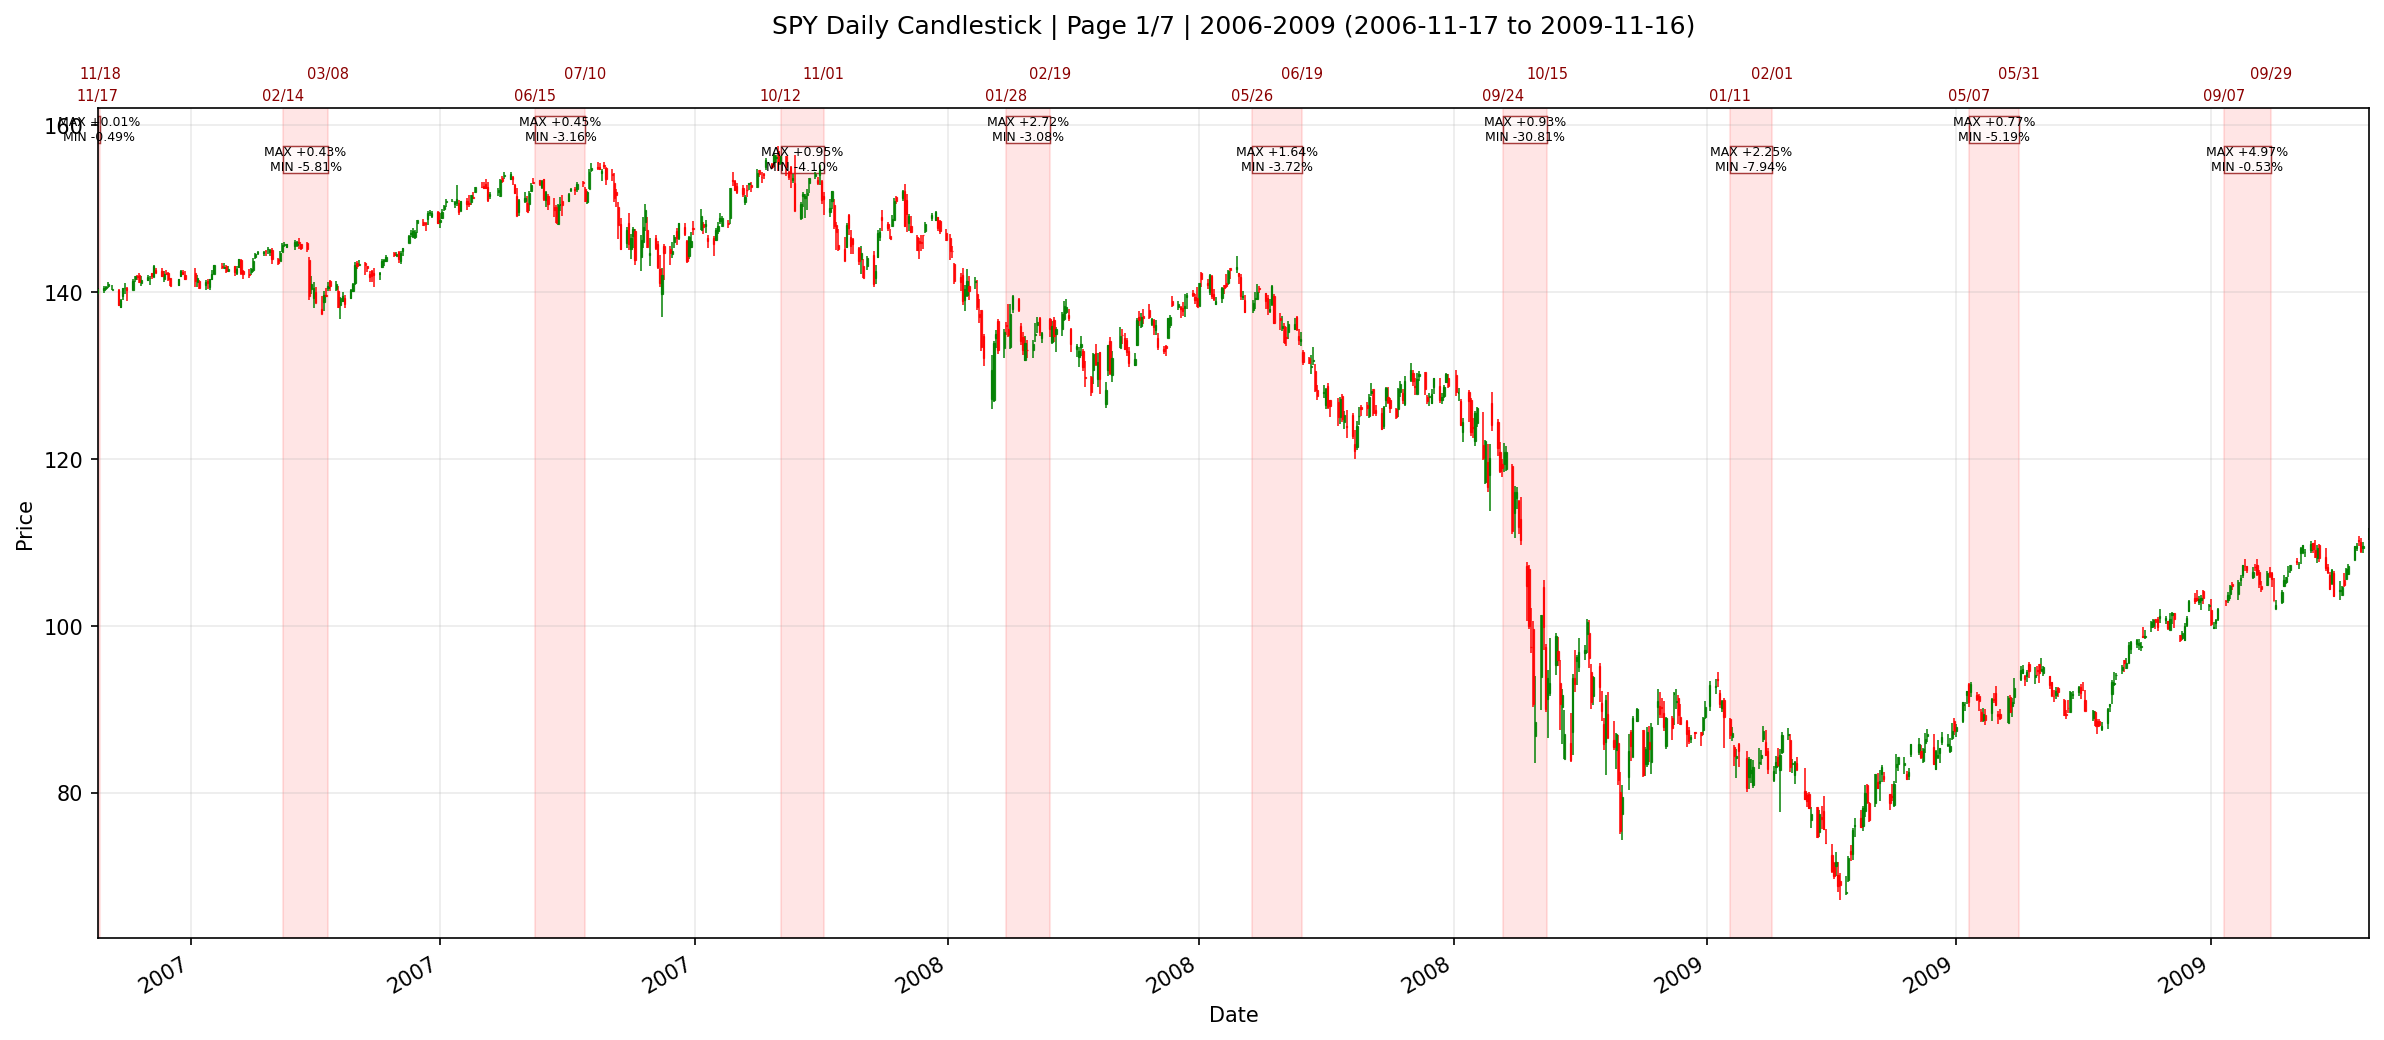 SPY Daily Candlestick | Page 1/7 | 2006-2009 (2006-11-17 to 2009-11-16)
11/18 03/08 07/10 11/01 02/19 06/19 10/15 02/01 05/31 09/29
11/17 02/14 06/15 10/12 01/28 05/26 09/24 01/11 05/07 09/07
MAX +0.01%
MIN -0.49%
MAX +0.43%
MIN -5.81%
MAX +0.45%
MIN -3.16%
MAX +0.95%
MIN -4.10%
MAX +2.72%
MIN -3.08%
MAX +1.64%
MIN -3.72%
MAX +0.93%
MIN -30.81%
MAX +2.25%
MIN -7.94%
MAX +0.77%
MIN -5.19%
MAX +4.97%
MIN -0.53%
160
140
120
100
80
Price
2007 2007 2007 2008 2008 2008 2009 2009 2009
Date